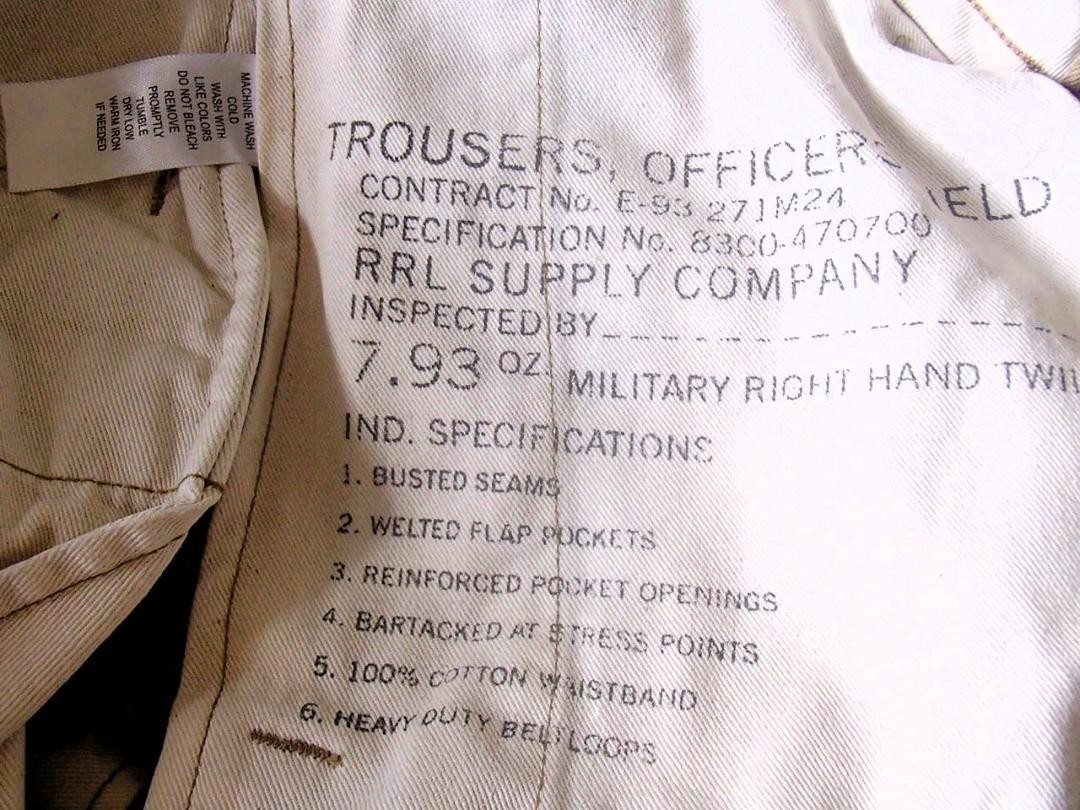 MACHINE WASH
COLD
WASH WITH
LIKE COLORS
DO NOT BLEACH
REMOVE
PROMPTLY
TUMBLE
DRY LOW
WARM IRON
IF NEEDED
TROUSERS, OFFICERS IELD
CONTRACT No. E-93 271M24
SPECIFICATION No. 8300-470700
RRL SUPPLY COMPANY
INSPECTED BY
7.93 OZ. MILITARY RIGHT HAND TWIL
IND. SPECIFICATIONS
1. BUSTED SEAMS
2. WELTED FLAP POCKETS
3. REINFORCED POCKET OPENINGS
4. BARTACKED AT STRESS POINTS
5. 100% COTTON WAISTBAND
6. HEAVY DUTY BELT LOOPS